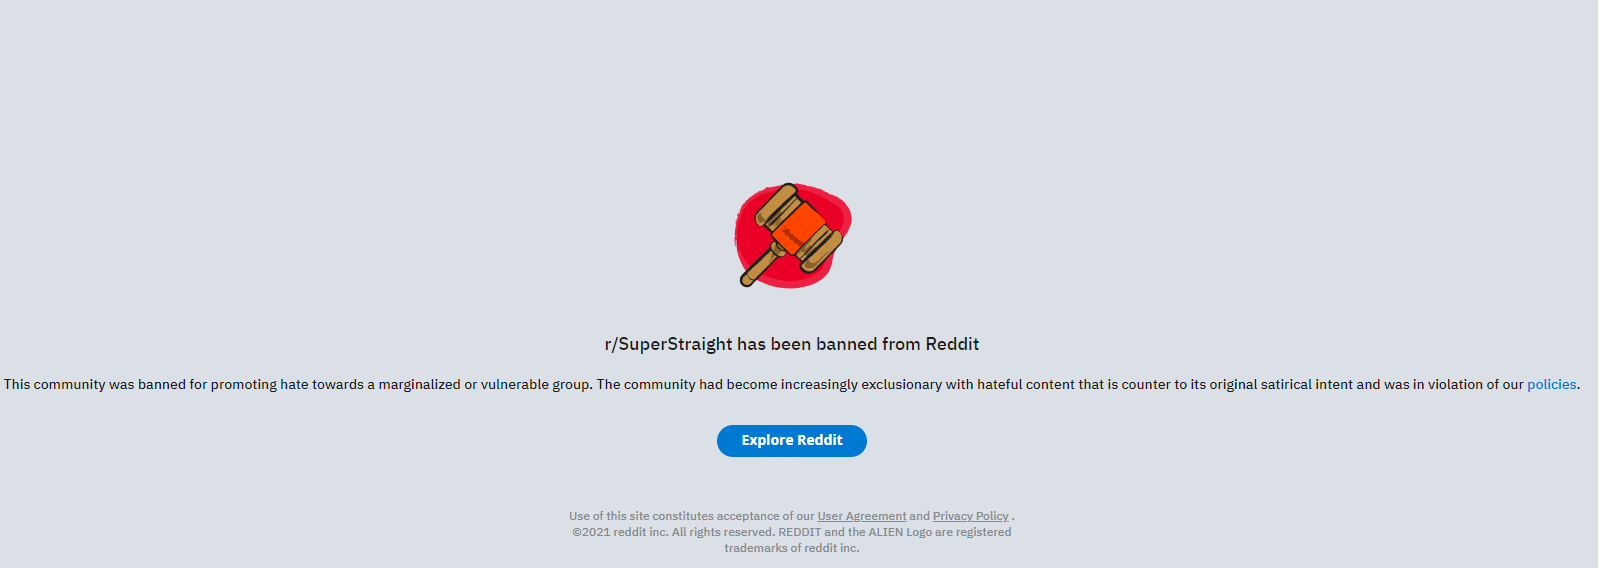 r/SuperStraight has been banned from Reddit
This community was banned for promoting hate towards a marginalized or vulnerable group. The community had become increasingly exclusionary with hateful content that is counter to its original satirical intent and was in violation of our policies.
Explore Reddit
Use of this site constitutes acceptance of our User Agreement and Privacy Policy .
©2021 reddit inc. All rights reserved. REDDIT and the ALIEN Logo are registered
trademarks of reddit inc.